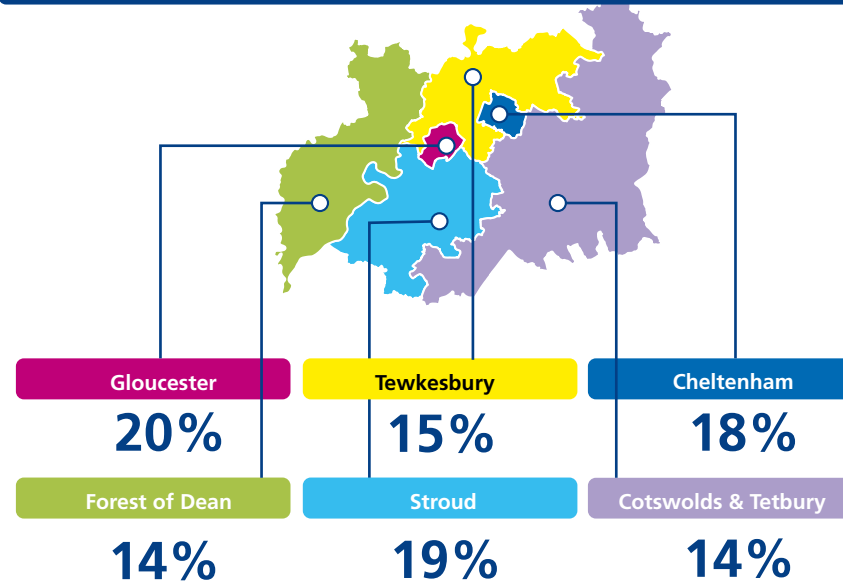 Gloucester
Tewkesbury
Cheltenham
20%
15%
18%
Forest of Dean
Stroud
Cotswolds & Tetbury
14%
19%
14%